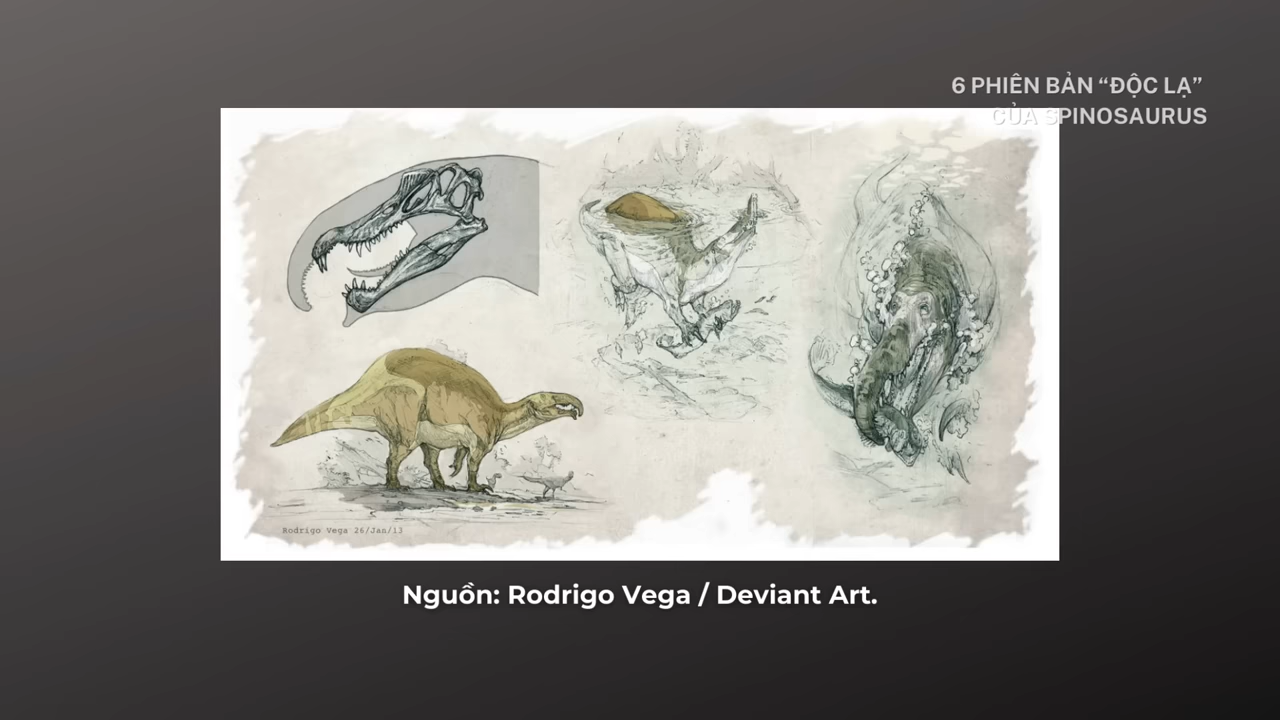 6 PHIÊN BẢN “ĐỘC LẠ”
CỦA SPINOSAURUS
Rodrigo Vega 26/Jan/13
Nguồn: Rodrigo Vega / Deviant Art.